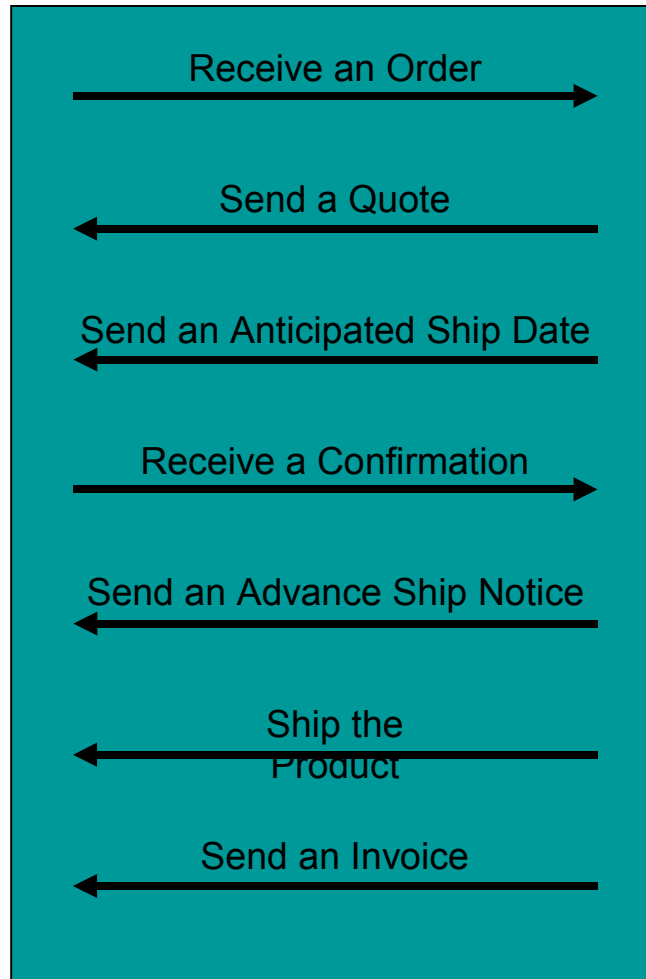 Receive an Order
Send a Quote
Send an Anticipated Ship Date
Receive a Confirmation
Send an Advance Ship Notice
Ship the
Product
Send an Invoice